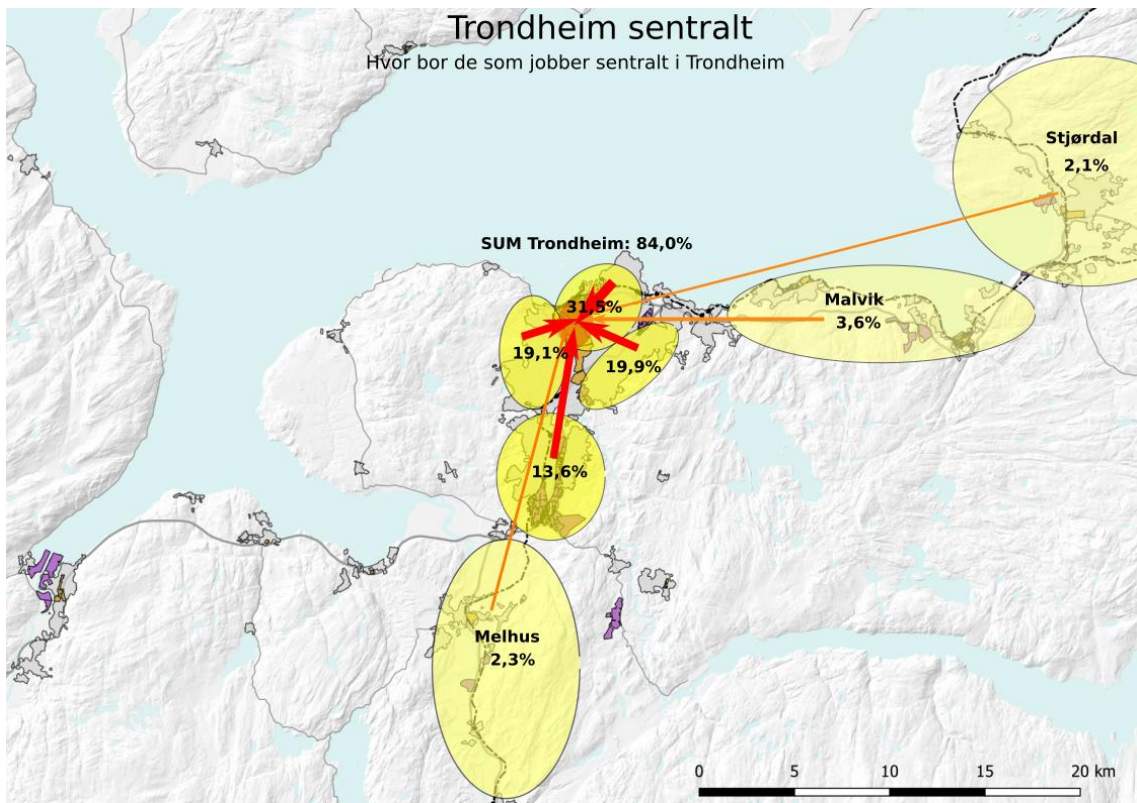 Trondheim sentralt
Hvor bor de som jobber sentralt i Trondheim
Stjørdal
2,1%
SUM Trondheim: 84,0%
Malvik
3,6%
31,5%
19,1%
19,9%
13,6%
Melhus
2,3%
0 5 10 15 20 km